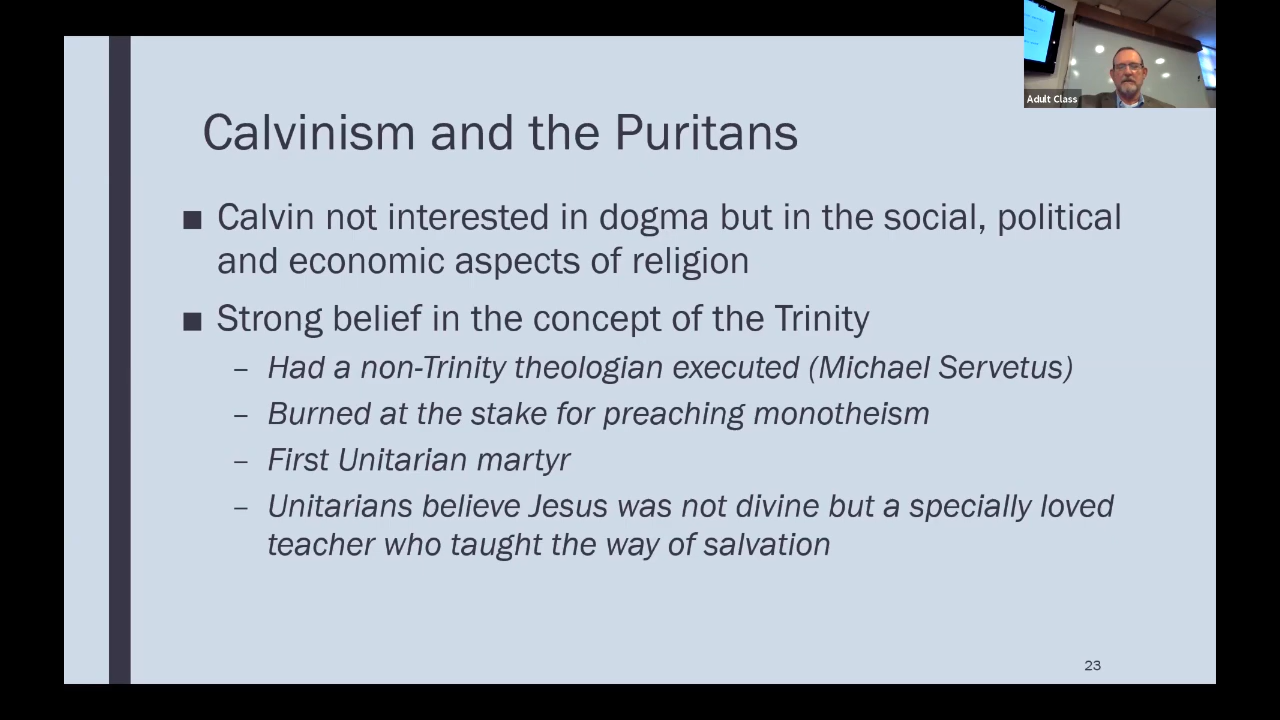 Adult Class
Calvinism and the Puritans
■ Calvin not interested in dogma but in the social, political
and economic aspects of religion
■ Strong belief in the concept of the Trinity
– Had a non-Trinity theologian executed (Michael Servetus)
– Burned at the stake for preaching monotheism
– First Unitarian martyr
– Unitarians believe Jesus was not divine but a specially loved
teacher who taught the way of salvation
23